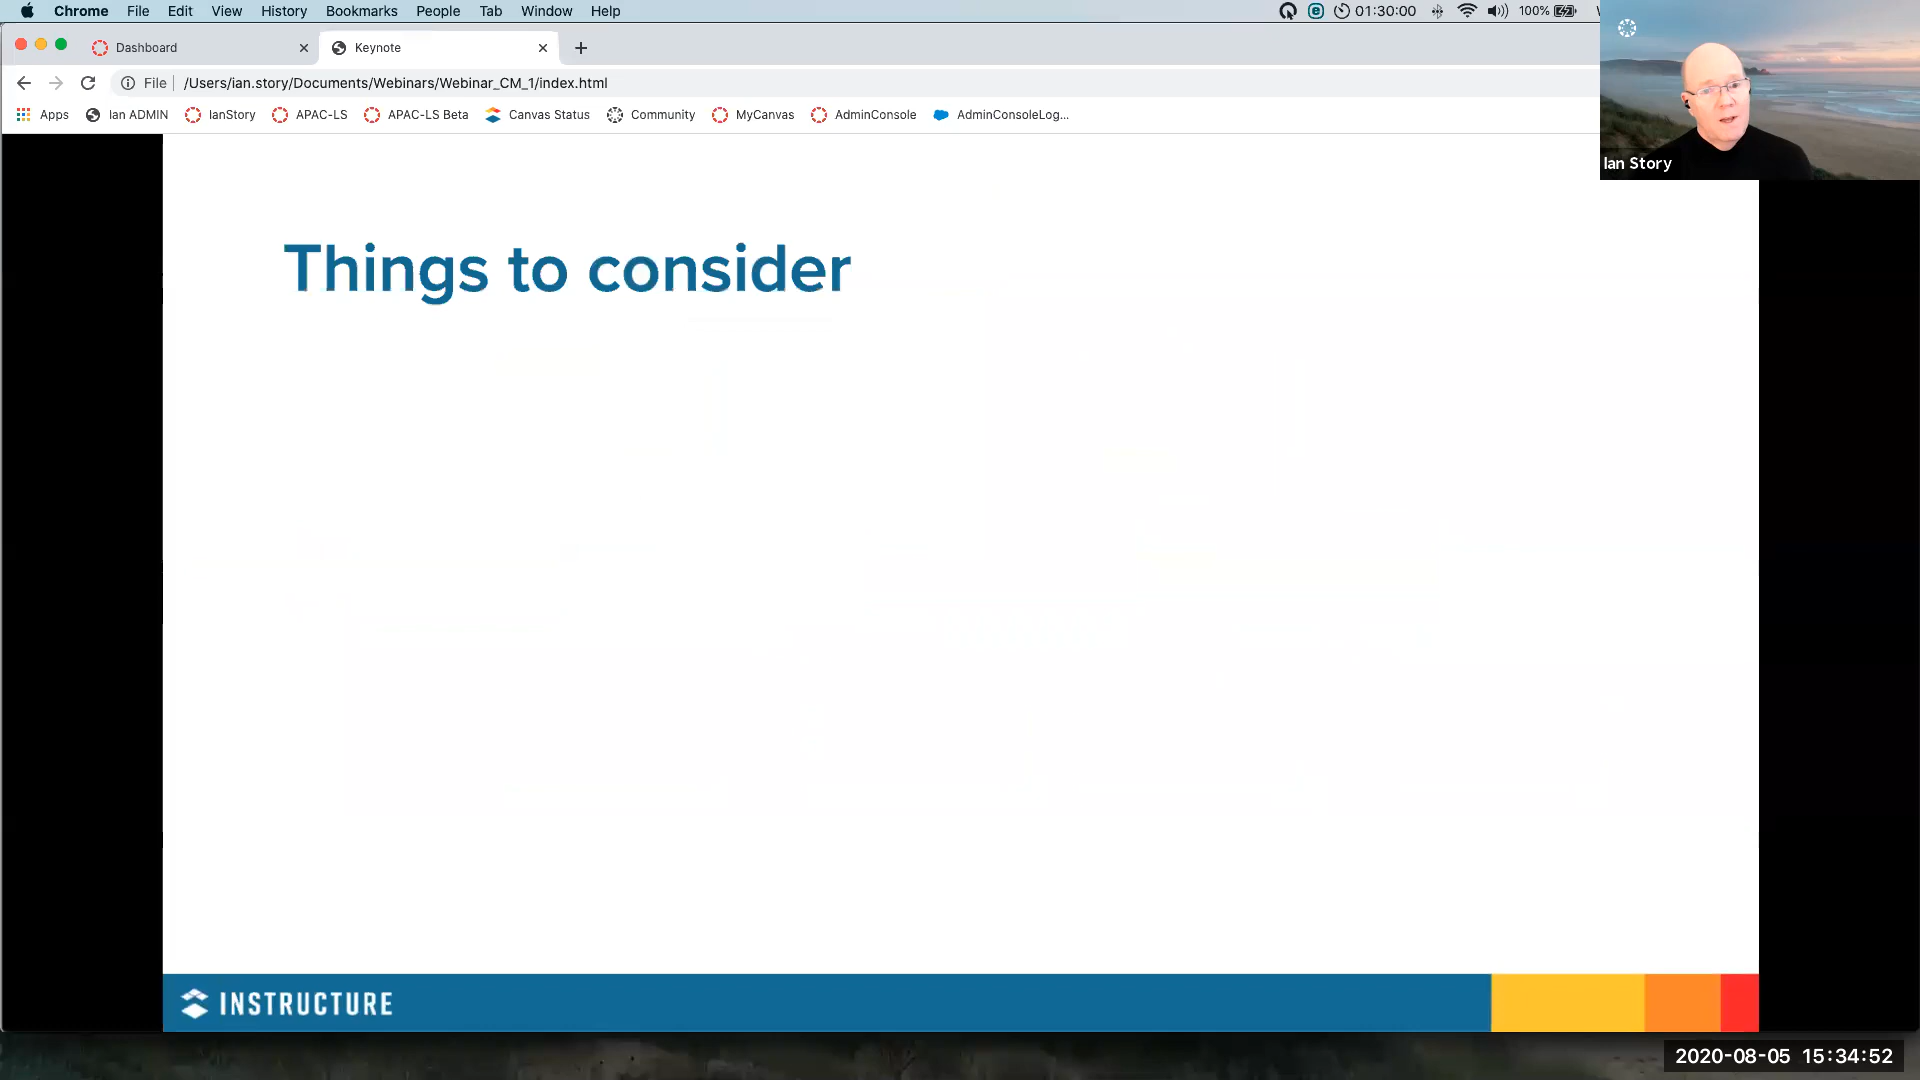 Chrome File Edit View History Bookmarks People Tab Window Help
01:30:00 100%
Dashboard
Keynote
File /Users/ian.story/Documents/Webinars/Webinar_CM_1/index.html
Apps Ian ADMIN IanStory APAC-LS APAC-LS Beta Canvas Status Community MyCanvas AdminConsole AdminConsoleLog...
Ian Story
Things to consider
INSTRUCTURE
2020-08-05 15:34:52